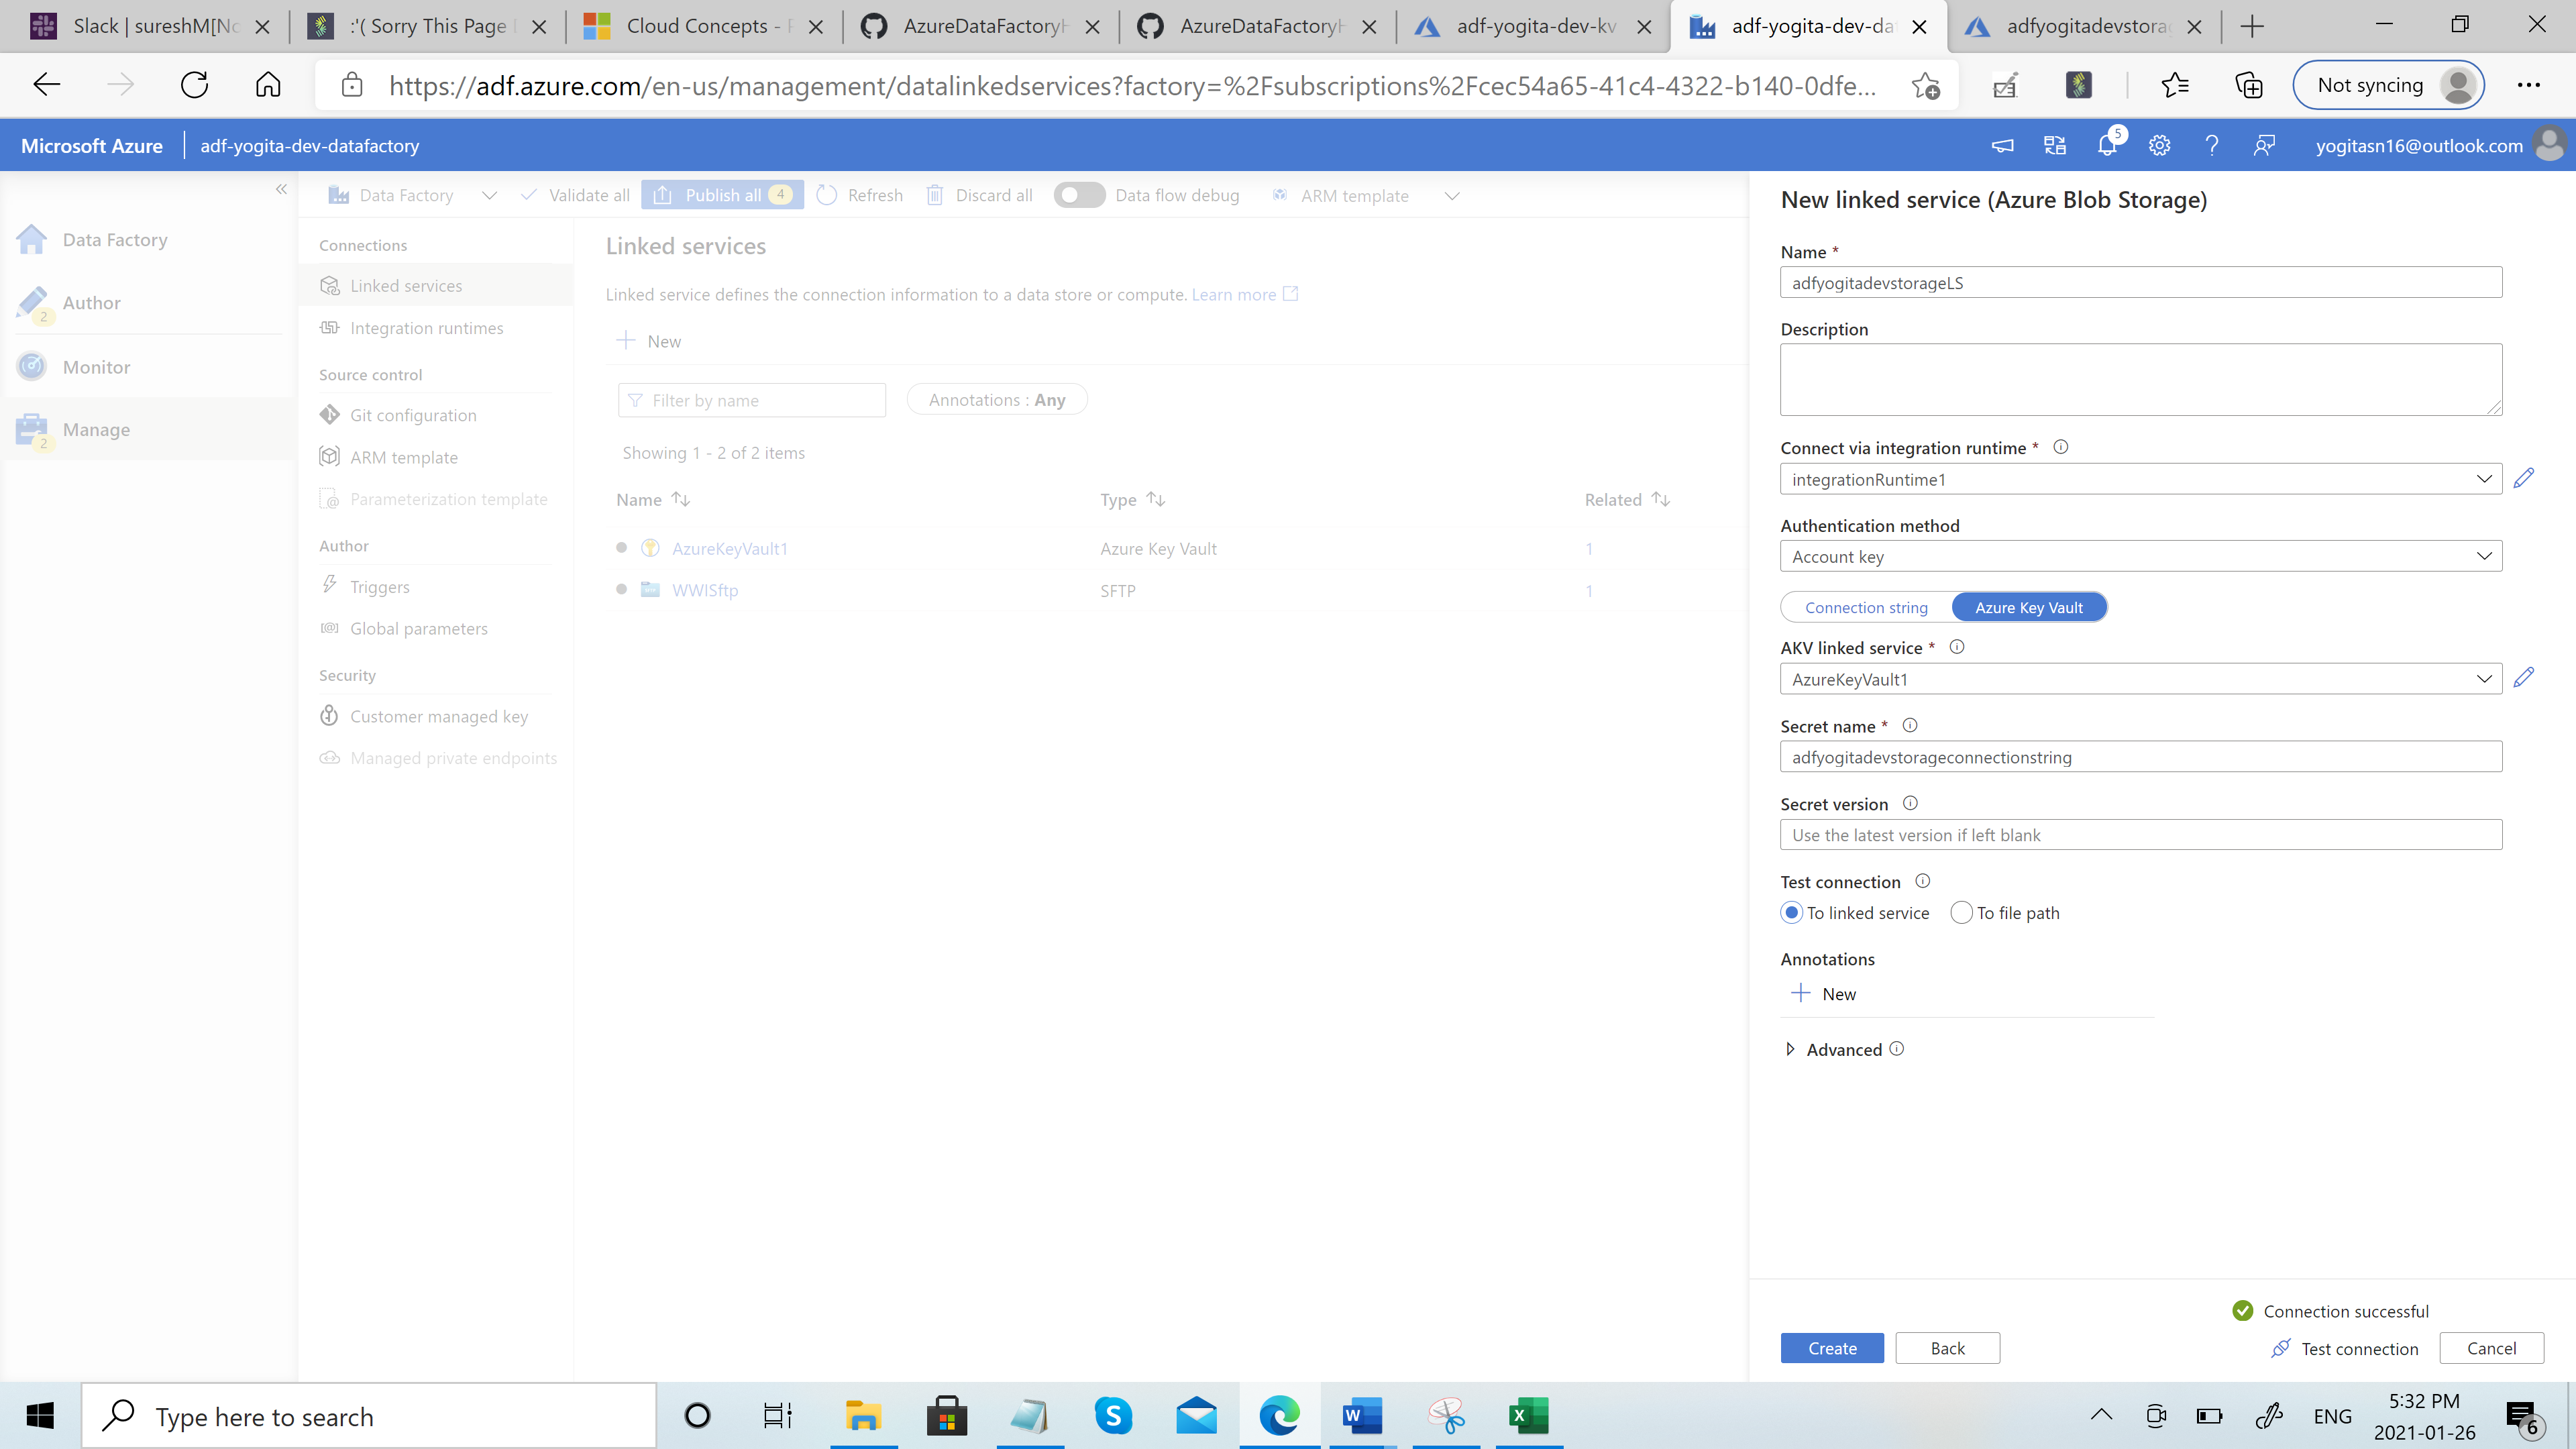 Slack | sureshM[No
:'( Sorry This Page
Cloud Concepts -
AzureDataFactory
AzureDataFactory
adf-yogita-dev-kv
adf-yogita-dev-dat
adfyogitadevstorag
https://adf.azure.com/en-us/management/datalinkedservices?factory=%2Fsubscriptions%2Fcec54a65-41c4-4322-b140-0dfe...
Not syncing
Microsoft Azure
adf-yogita-dev-datafactory
5
yogitasn16@outlook.com
Data Factory
Validate all
Publish all 4
Refresh
Discard all
Data flow debug
ARM template
Data Factory
Author
2
Monitor
Manage
2
Connections
Linked services
Integration runtimes
Source control
Git configuration
ARM template
Parameterization template
Author
Triggers
Global parameters
Security
Customer managed key
Managed private endpoints
Linked services
Linked service defines the connection information to a data store or compute. Learn more
New
Filter by name
Annotations : Any
Showing 1 - 2 of 2 items
Name
Type
Related
AzureKeyVault1
Azure Key Vault
1
WWISftp
SFTP
1
New linked service (Azure Blob Storage)
Name *
adfyogitadevstorageLS
Description
Connect via integration runtime *
integrationRuntime1
Authentication method
Account key
Connection string
Azure Key Vault
AKV linked service *
AzureKeyVault1
Secret name *
adfyogitadevstorageconnectionstring
Secret version
Use the latest version if left blank
Test connection
To linked service
To file path
Annotations
New
Advanced
Connection successful
Create
Back
Test connection
Cancel
Type here to search
ENG
5:32 PM
2021-01-26
6